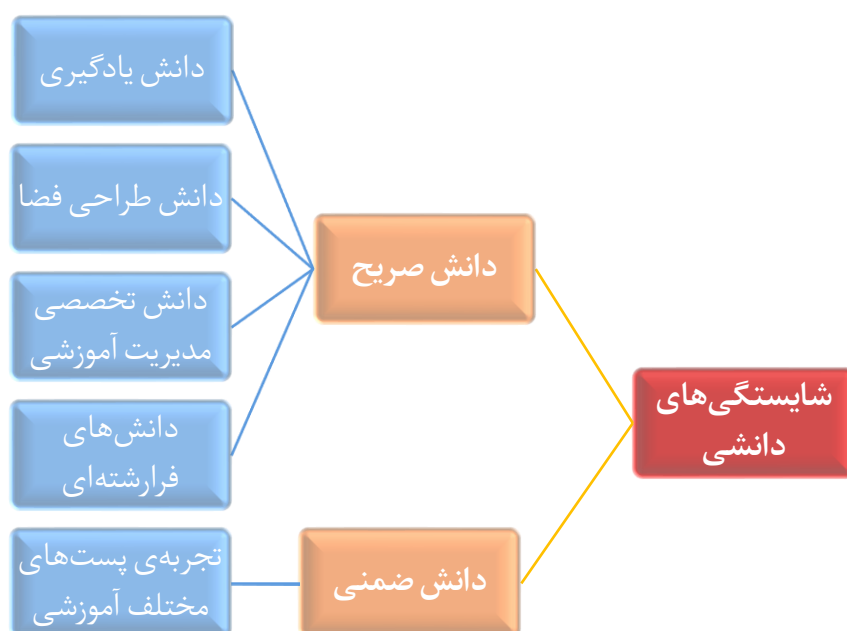 شایستگی‌های
دانشی
دانش صریح
دانش یادگیری
دانش طراحی فضا
دانش تخصصی
مدیریت آموزشی
دانش‌های
فرارشته‌ای
دانش ضمنی
تجربه‌ی پست‌های
مختلف آموزشی